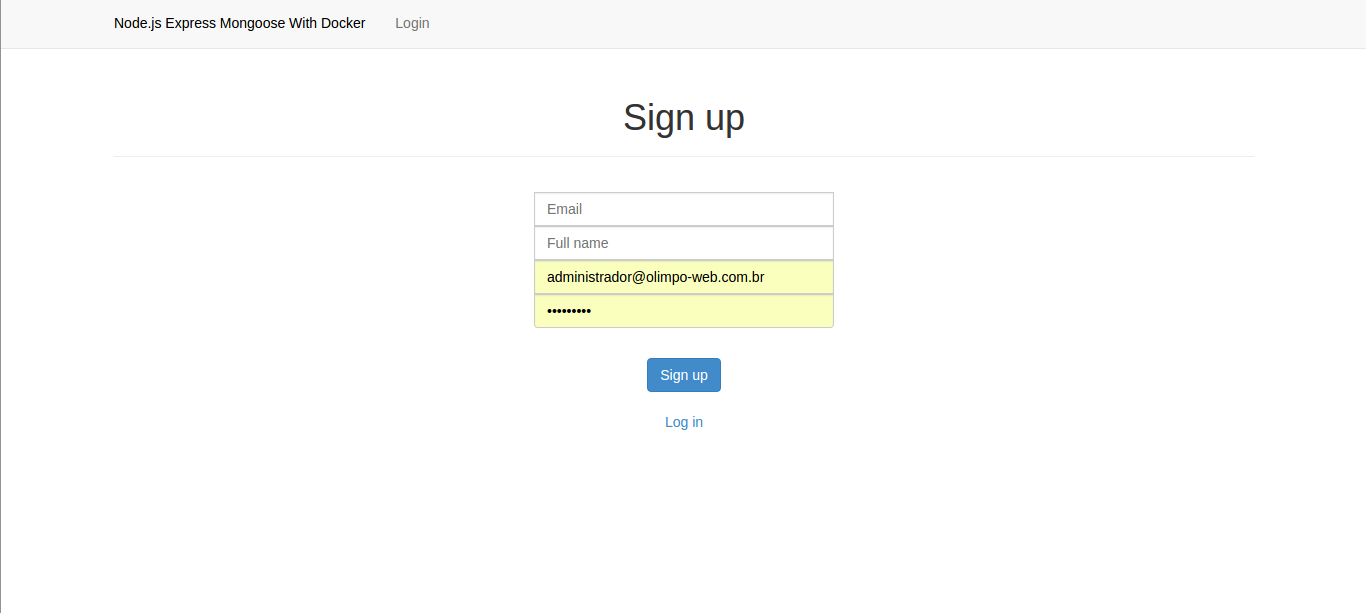 Node.js Express Mongoose With Docker Login
Sign up
Email
Full name
administrador@olimpo-web.com.br
•••••••••
Sign up
Log in